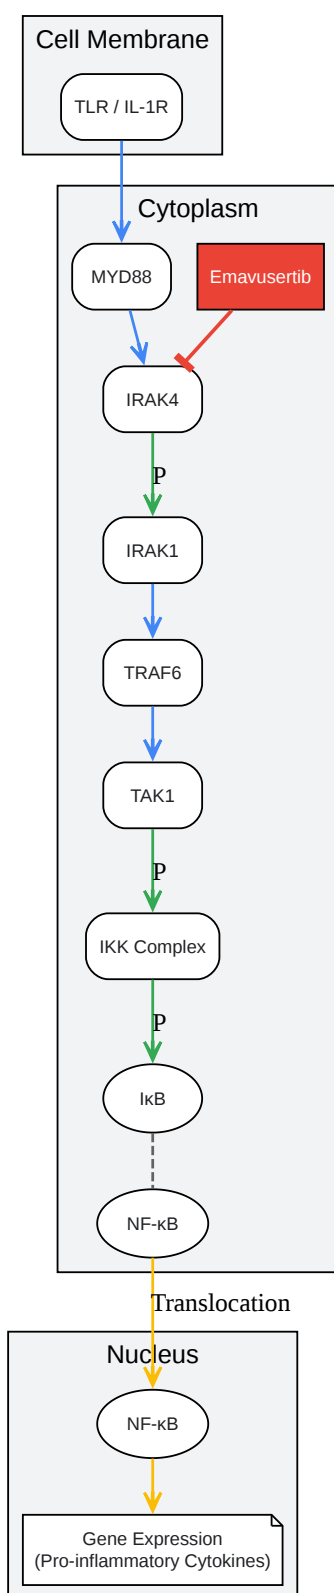 Cell Membrane
TLR / IL-1R
Cytoplasm
MYD88
Emavusertib
IRAK4
P
IRAK1
TRAF6
TAK1
P
IKK Complex
P
IκB
NF-κB
Translocation
Nucleus
NF-κB
Gene Expression
(Pro-inflammatory Cytokines)